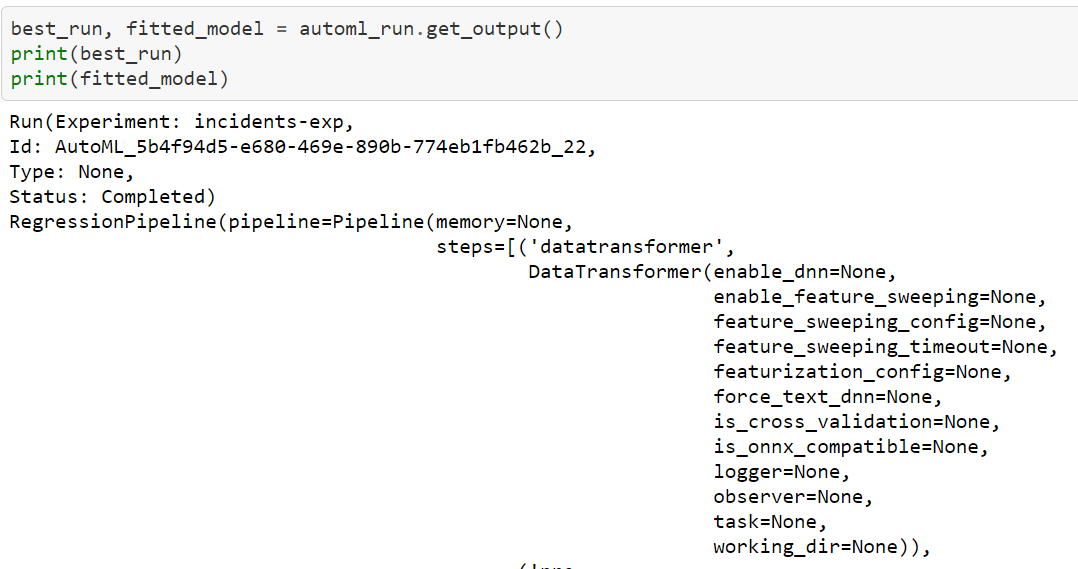 best_run, fitted_model = automl_run.get_output()
print(best_run)
print(fitted_model)
Run(Experiment: incidents-exp,
Id: AutoML_5b4f94d5-e680-469e-890b-774eb1fb462b_22,
Type: None,
Status: Completed)
RegressionPipeline(pipeline=Pipeline(memory=None,
steps=[('datatransformer',
DataTransformer(enable_dnn=None,
enable_feature_sweeping=None,
feature_sweeping_config=None,
feature_sweeping_timeout=None,
featurization_config=None,
force_text_dnn=None,
is_cross_validation=None,
is_onnx_compatible=None,
logger=None,
observer=None,
task=None,
working_dir=None)),